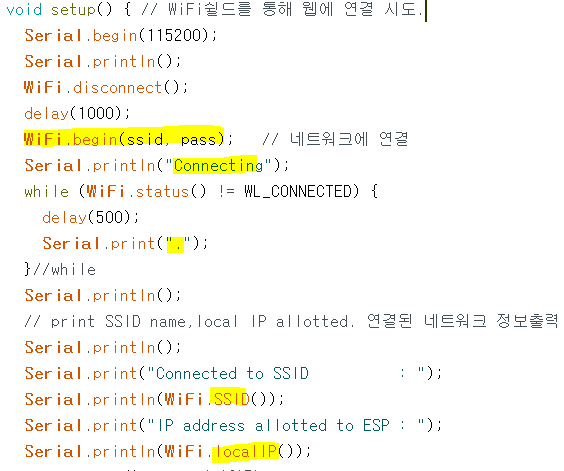 void setup() { // WiFi쉴드를 통해 웹에 연결 시도.
Serial.begin(115200);
Serial.println();
WiFi.disconnect();
delay(1000);
WiFi.begin(ssid, pass);   // 네트워크에 연결
Serial.println("Connecting");
while (WiFi.status() != WL_CONNECTED) {
delay(500);
Serial.print(".");
}//while
Serial.println();
// print SSID name,local IP allotted. 연결된 네트워크 정보출력
Serial.println();
Serial.print("Connected to SSID          : ");
Serial.println(WiFi.SSID());
Serial.print("IP address allotted to ESP : ");
Serial.println(WiFi.localIP());